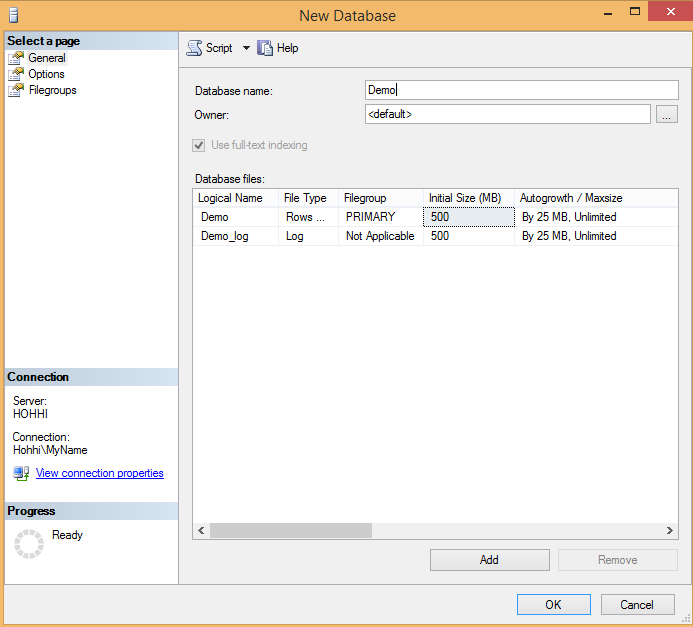 New Database
Select a page
General
Options
Filegroups
Script Help
Database name: Demo
Owner: <default> ...
Use full-text indexing
Database files:
Logical Name File Type Filegroup Initial Size (MB) Autogrowth / Maxsize
Demo Rows ... PRIMARY 500 By 25 MB, Unlimited
Demo_log Log Not Applicable 500 By 25 MB, Unlimited
Connection
Server:
HOHHI
Connection:
Hohhi\MyName
View connection properties
Progress
Ready
Add Remove
OK Cancel